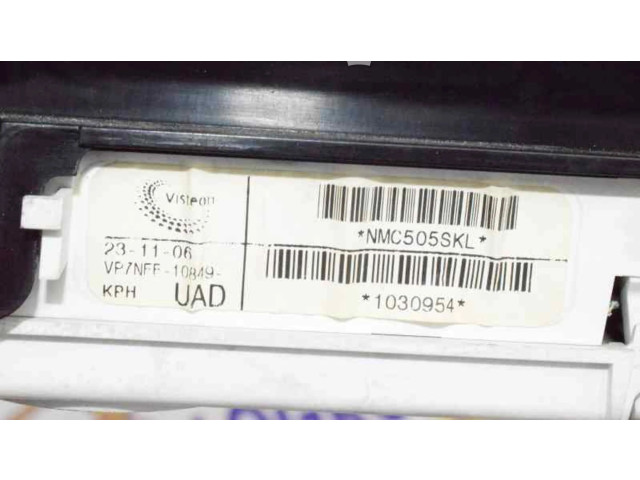 Visteon
*NMC505SKL*
23-11-06
VP7NFF-10849-
*1030954*
KPH UAD